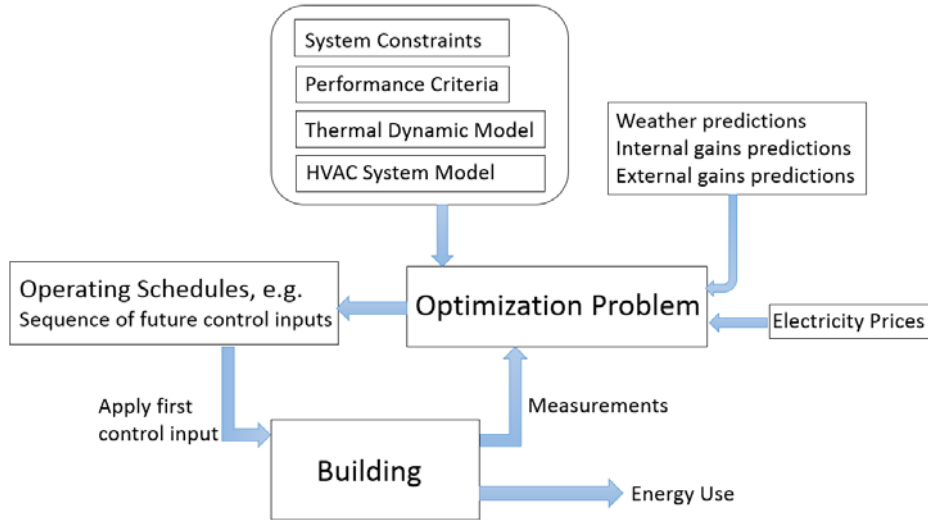 System Constraints
Performance Criteria
Thermal Dynamic Model
HVAC System Model
Weather predictions
Internal gains predictions
External gains predictions
Operating Schedules, e.g.
Sequence of future control inputs
Optimization Problem
Electricity Prices
Apply first
control input
Measurements
Building
Energy Use